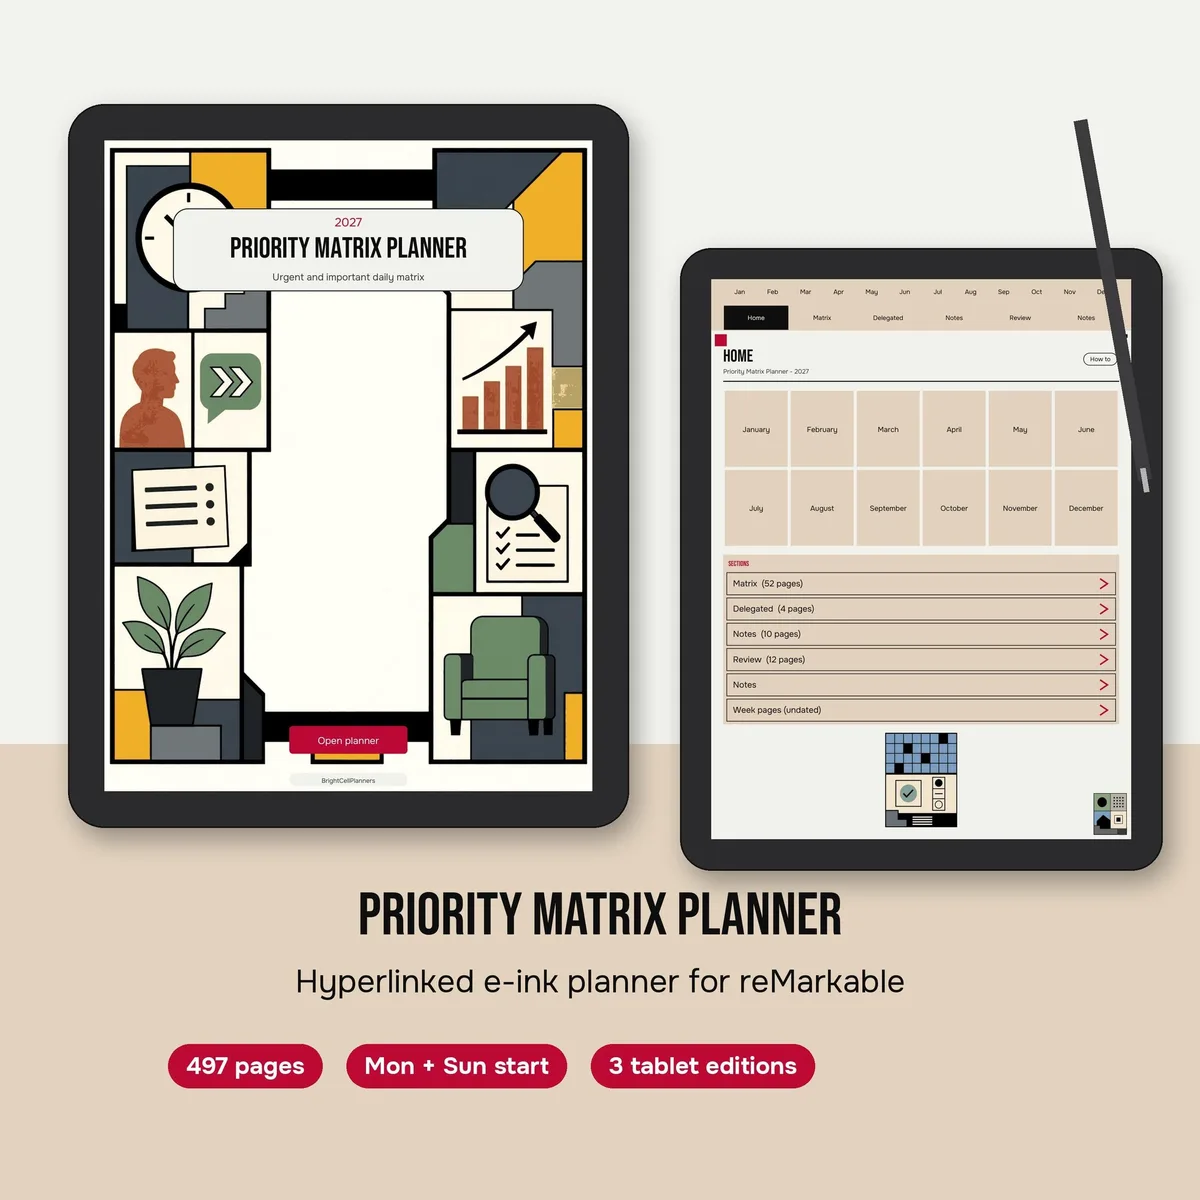 2027
PRIORITY MATRIX PLANNER
Urgent and important daily matrix
Open planner
BrightCellPlanners
Jan Feb Mar Apr May Jun Jul Aug Sep Oct Nov
Home Matrix Delegated Notes Review Notes
HOME
Priority Matrix Planner - 2027
How to
January February March April May June
July August September October November December
SECTIONS
Matrix (52 pages)
Delegated (4 pages)
Notes (10 pages)
Review (12 pages)
Notes
Week pages (undated)
PRIORITY MATRIX PLANNER
Hyperlinked e-ink planner for reMarkable
497 pages Mon + Sun start 3 tablet editions